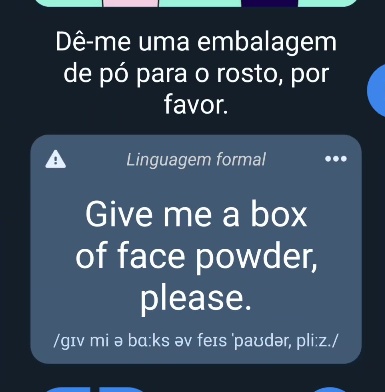 Dê-me uma embalagem
de pó para o rosto, por
favor.
Linguagem formal
Give me a box
of face powder,
please.
/gɪv mi ə bɑːks əv feɪs ˈpaʊdər, pliːz./